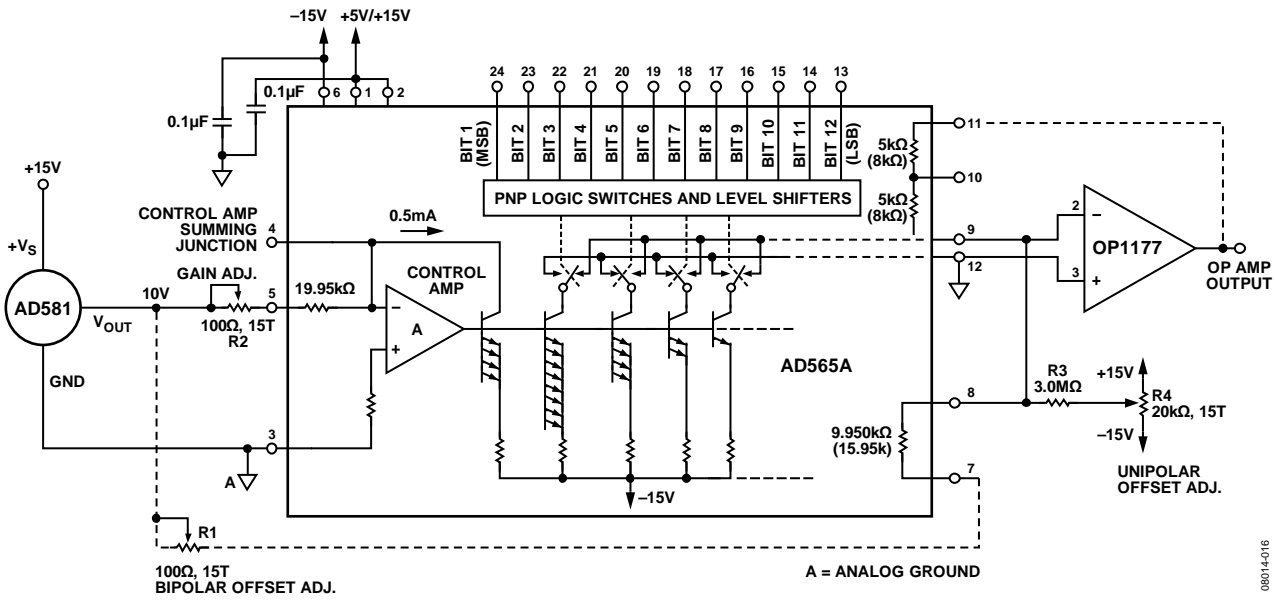 –15V
+5V/+15V
24
23
22
21
20
19
18
17
16
15
14
13
0.1µF
0.1µF
6
1
2
BIT 1
(MSB)
BIT 2
BIT 3
BIT 4
BIT 5
BIT 6
BIT 7
BIT 8
BIT 9
BIT 10
BIT 11
BIT 12
(LSB)
11
5kΩ
(8kΩ)
10
5kΩ
(8kΩ)
PNP LOGIC SWITCHES AND LEVEL SHIFTERS
+15V
CONTROL AMP
SUMMING
JUNCTION
4
0.5mA
9
12
2
–
3
+
OP1177
OP AMP
OUTPUT
+VS
GAIN ADJ.
10V
5
19.95kΩ
CONTROL
AMP
–
A
+
AD581
VOUT
100Ω, 15T
R2
GND
AD565A
3
A
8
R3
3.0MΩ
+15V
R4
20kΩ, 15T
–15V
9.950kΩ
(15.95k)
7
UNIPOLAR
OFFSET ADJ.
–15V
R1
100Ω, 15T
BIPOLAR OFFSET ADJ.
A = ANALOG GROUND
08014-016